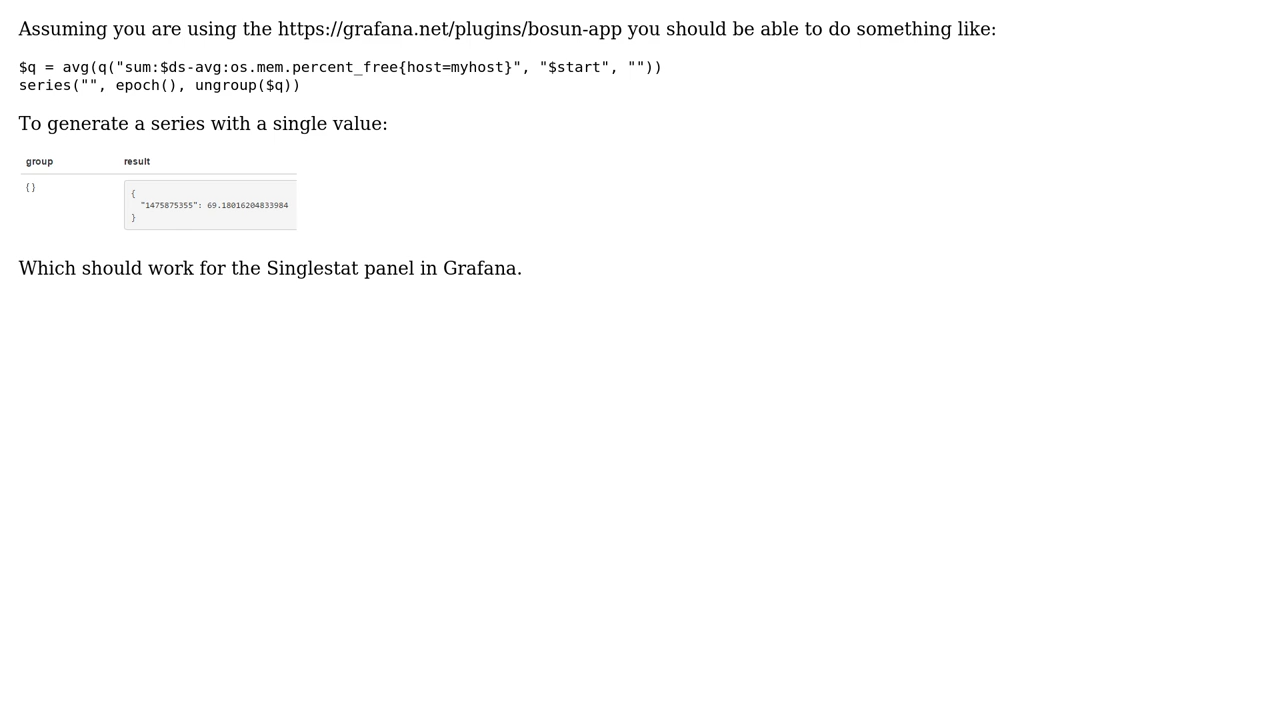 Assuming you are using the https://grafana.net/plugins/bosun-app you should be able to do something like:
$q = avg(q("sum:$ds-avg:os.mem.percent_free{host=myhost}", "$start", ""))
series("", epoch(), ungroup($q))
To generate a series with a single value:
group result
{} {
"1475875355": 69.18016204833984
}
Which should work for the Singlestat panel in Grafana.